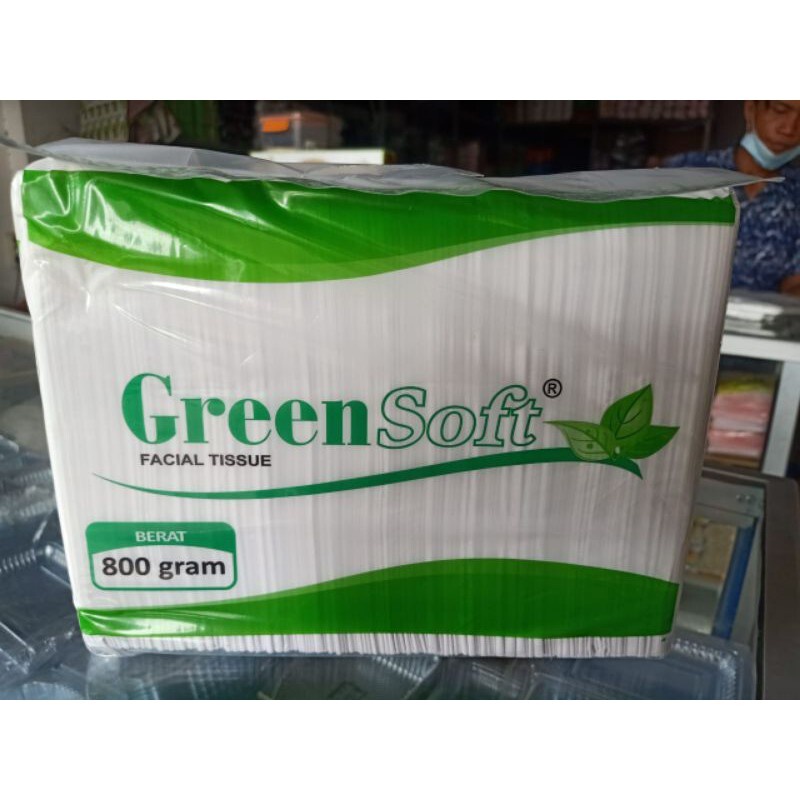 GreenSoft®
FACIAL TISSUE
BERAT
800 gram